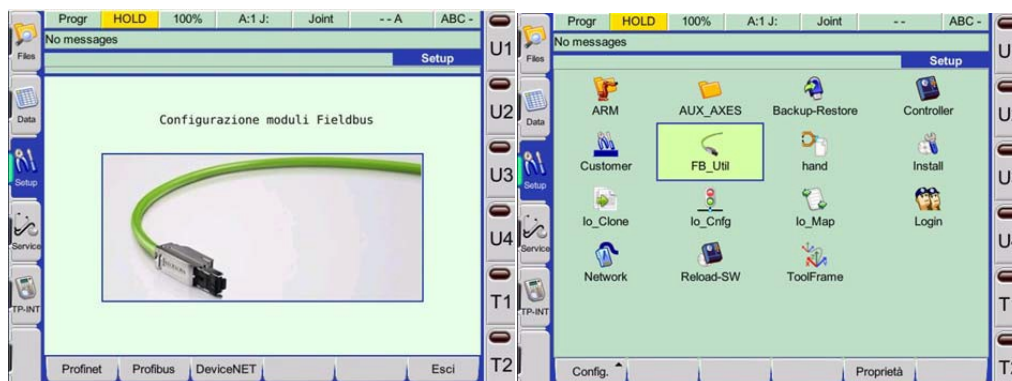 Progr HOLD 100% A:1 J: Joint -- A ABC -
No messages
Setup
Files
Data
Setup
Service
TP-INT
U1
U2
U3
U4
T1
T2
Configurazione moduli Fieldbus
Profinet Profibus DeviceNET Esci
Progr HOLD 100% A:1 J: Joint -- ABC -
No messages
Setup
Files
Data
Setup
Service
TP-INT
ARM AUX_AXES Backup-Restore Controller
Customer FB_Util hand Install
Io_Clone Io_Cnfg Io_Map Login
Network Reload-SW ToolFrame
Config. Proprietà